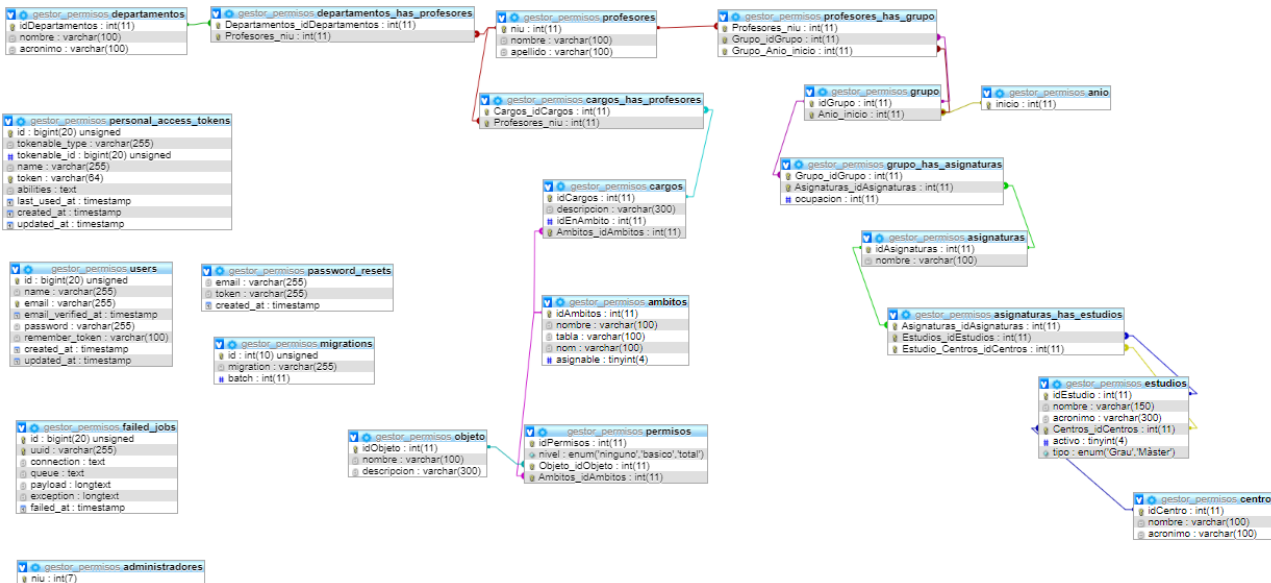 gestor_permisos.departamentos
idDepartamentos : int(11)
nombre : varchar(100)
acronimo : varchar(100)
gestor_permisos.departamentos_has_profesores
Departamentos_idDepartamentos : int(11)
Profesores_niu : int(11)
gestor_permisos.profesores
niu : int(11)
nombre : varchar(100)
apellido : varchar(100)
gestor_permisos.profesores_has_grupo
Profesores_niu : int(11)
Grupo_idGrupo : int(11)
Grupo_Anio_inicio : int(11)
gestor_permisos.grupo
idGrupo : int(11)
Anio_inicio : int(11)
gestor_permisos.anio
inicio : int(11)
gestor_permisos.cargos_has_profesores
Cargos_idCargos : int(11)
Profesores_niu : int(11)
gestor_permisos.personal_access_tokens
id : bigint(20) unsigned
tokenable_type : varchar(255)
tokenable_id : bigint(20) unsigned
name : varchar(255)
token : varchar(64)
abilities : text
last_used_at : timestamp
created_at : timestamp
updated_at : timestamp
gestor_permisos.grupo_has_asignaturas
Grupo_idGrupo : int(11)
Asignaturas_idAsignaturas : int(11)
ocupacion : int(11)
gestor_permisos.cargos
idCargos : int(11)
descripcion : varchar(300)
idEnAmbito : int(11)
Ambitos_idAmbitos : int(11)
gestor_permisos.asignaturas
idAsignaturas : int(11)
nombre : varchar(100)
gestor_permisos.users
id : bigint(20) unsigned
name : varchar(255)
email : varchar(255)
email_verified_at : timestamp
password : varchar(255)
remember_token : varchar(100)
created_at : timestamp
updated_at : timestamp
gestor_permisos.password_resets
email : varchar(255)
token : varchar(255)
created_at : timestamp
gestor_permisos.ambitos
idAmbitos : int(11)
nombre : varchar(100)
tabla : varchar(100)
nom : varchar(100)
asignable : tinyint(4)
gestor_permisos.asignaturas_has_estudios
Asignaturas_idAsignaturas : int(11)
Estudios_idEstudios : int(11)
Estudio_Centros_idCentros : int(11)
gestor_permisos.migrations
id : int(10) unsigned
migration : varchar(255)
batch : int(11)
gestor_permisos.estudios
idEstudio : int(11)
nombre : varchar(150)
acronimo : varchar(300)
Centros_idCentros : int(11)
activo : tinyint(4)
tipo : enum('Grau','Màster')
gestor_permisos.failed_jobs
id : bigint(20) unsigned
uuid : varchar(255)
connection : text
queue : text
payload : longtext
exception : longtext
failed_at : timestamp
gestor_permisos.objeto
idObjeto : int(11)
nombre : varchar(100)
descripcion : varchar(300)
gestor_permisos.permisos
idPermisos : int(11)
nivel : enum('ninguno','basico','total')
Objeto_idObjeto : int(11)
Ambitos_idAmbitos : int(11)
gestor_permisos.centro
idCentro : int(11)
nombre : varchar(100)
acronimo : varchar(100)
gestor_permisos.administradores
niu : int(7)